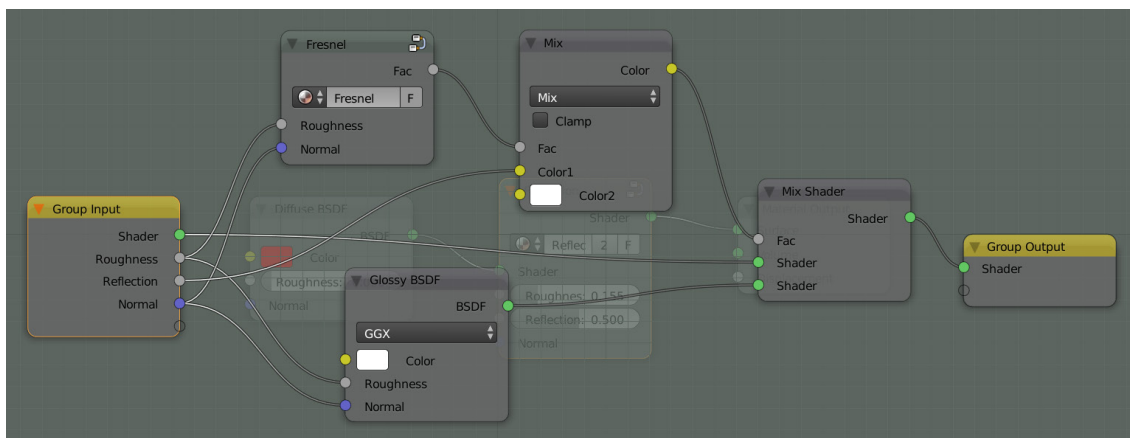 Fresnel
Fac
Fresnel F
Roughness
Normal
Mix
Color
Mix
Clamp
Fac
Color1
Color2
Group Input
Shader
Roughness
Reflection
Normal
Diffuse BSDF
BSDF
Color
Roughness:
Normal
Glossy BSDF
BSDF
GGX
Color
Roughness
Normal
Shader
Reflec 2 F
Shader
Roughnes: 0.155
Reflection: 0.500
Normal
Mix Shader
Shader
Fac
Shader
Shader
Group Output
Shader